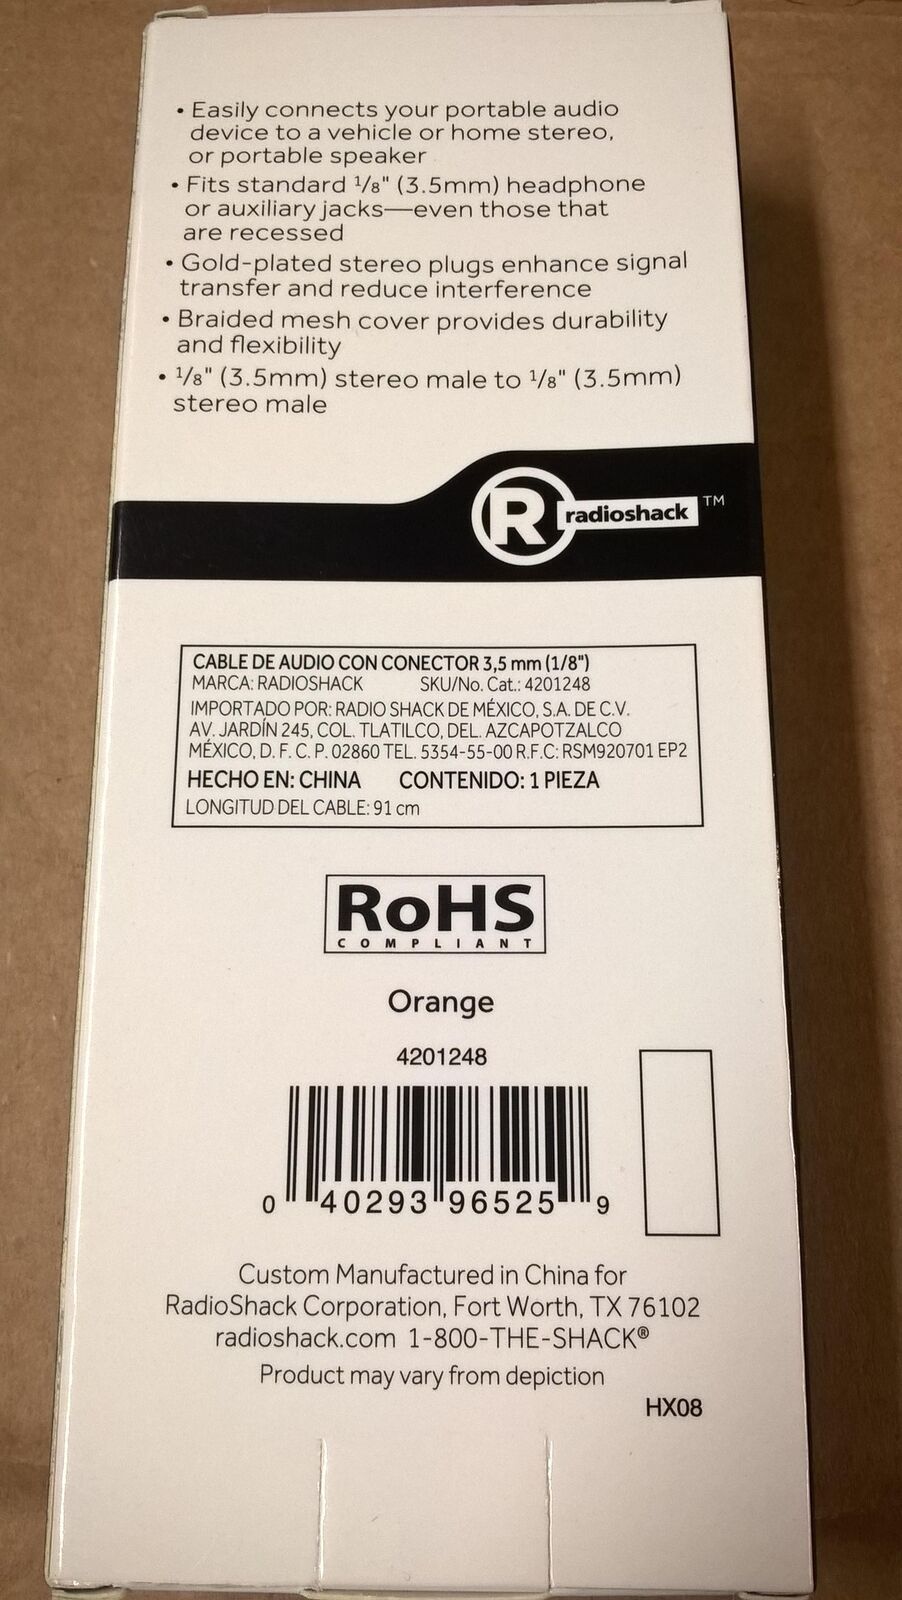 • Easily connects your portable audio
device to a vehicle or home stereo,
or portable speaker
• Fits standard 1/8" (3.5mm) headphone
or auxiliary jacks—even those that
are recessed
• Gold-plated stereo plugs enhance signal
transfer and reduce interference
• Braided mesh cover provides durability
and flexibility
• 1/8" (3.5mm) stereo male to 1/8" (3.5mm)
stereo male
R radioshack TM
CABLE DE AUDIO CON CONECTOR 3,5 mm (1/8")
MARCA: RADIOSHACK SKU/No. Cat.: 4201248
IMPORTADO POR: RADIO SHACK DE MÉXICO, S.A. DE C.V.
AV. JARDÍN 245, COL. TLATILCO, DEL. AZCAPOTZALCO
MÉXICO, D. F. C. P. 02860 TEL. 5354-55-00 R.F.C: RSM920701 EP2
HECHO EN: CHINA CONTENIDO: 1 PIEZA
LONGITUD DEL CABLE: 91 cm
RoHS
COMPLIANT
Orange
4201248
0 40293 96525 9
Custom Manufactured in China for
RadioShack Corporation, Fort Worth, TX 76102
radioshack.com 1-800-THE-SHACK®
Product may vary from depiction
HX08